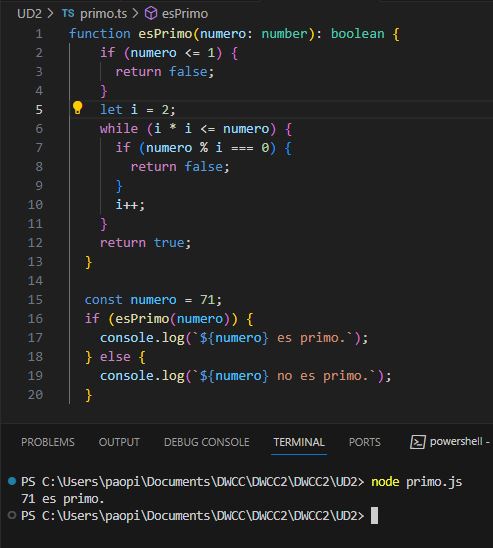 UD2 > TS primo.ts > esPrimo
1 function esPrimo(numero: number): boolean {
2 if (numero <= 1) {
3 return false;
4 }
5 let i = 2;
6 while (i * i <= numero) {
7 if (numero % i === 0) {
8 return false;
9 }
10 i++;
11 }
12 return true;
13 }
14
15 const numero = 71;
16 if (esPrimo(numero)) {
17 console.log(`${numero} es primo.`);
18 } else {
19 console.log(`${numero} no es primo.`);
20 }
PROBLEMS OUTPUT DEBUG CONSOLE TERMINAL PORTS powershell -
PS C:\Users\paopi\Documents\DWCC\DWCC2\DWCC2\UD2> node primo.js
71 es primo.
PS C:\Users\paopi\Documents\DWCC\DWCC2\DWCC2\UD2>